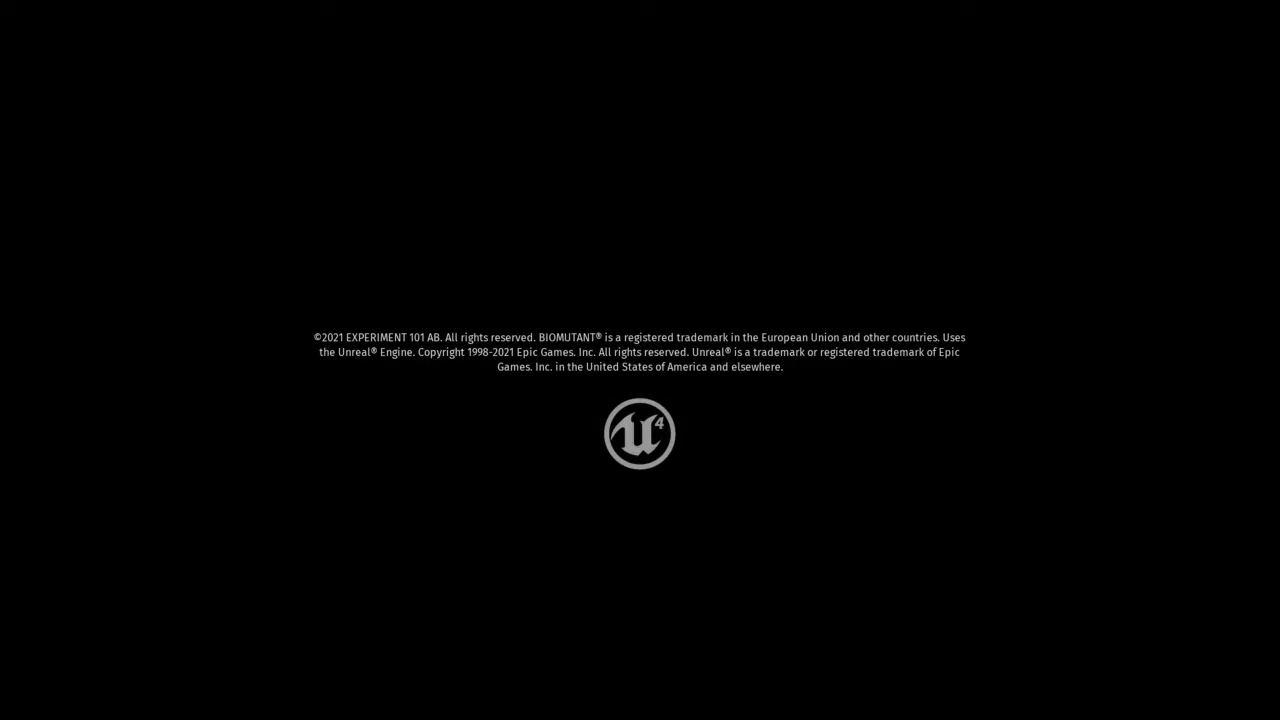 ©2021 EXPERIMENT 101 AB. All rights reserved. BIOMUTANT® is a registered trademark in the European Union and other countries. Uses
the Unreal® Engine. Copyright 1998-2021 Epic Games. Inc. All rights reserved. Unreal® is a trademark or registered trademark of Epic
Games. Inc. in the United States of America and elsewhere.
U4